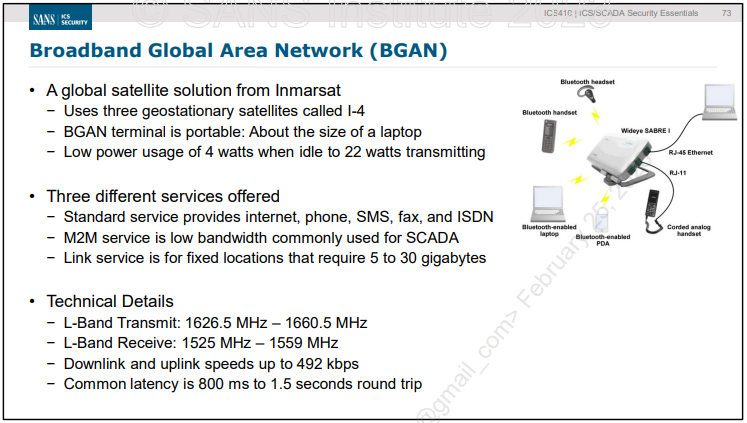 © SANS Institute 2025
SANS | ICS SECURITY
ICS410 | ICS/SCADA Security Essentials 73
Broadband Global Area Network (BGAN)
• A global satellite solution from Inmarsat
− Uses three geostationary satellites called I-4
− BGAN terminal is portable: About the size of a laptop
− Low power usage of 4 watts when idle to 22 watts transmitting
• Three different services offered
− Standard service provides internet, phone, SMS, fax, and ISDN
− M2M service is low bandwidth commonly used for SCADA
− Link service is for fixed locations that require 5 to 30 gigabytes
• Technical Details
− L-Band Transmit: 1626.5 MHz – 1660.5 MHz
− L-Band Receive: 1525 MHz – 1559 MHz
− Downlink and uplink speeds up to 492 kbps
− Common latency is 800 ms to 1.5 seconds round trip
Bluetooth headset
Bluetooth handset
Wideye SABRE I
RJ-45 Ethernet
RJ-11
Bluetooth-enabled
laptop
Bluetooth-enabled
PDA
Corded analog
handset
@gmail_com> February 25,